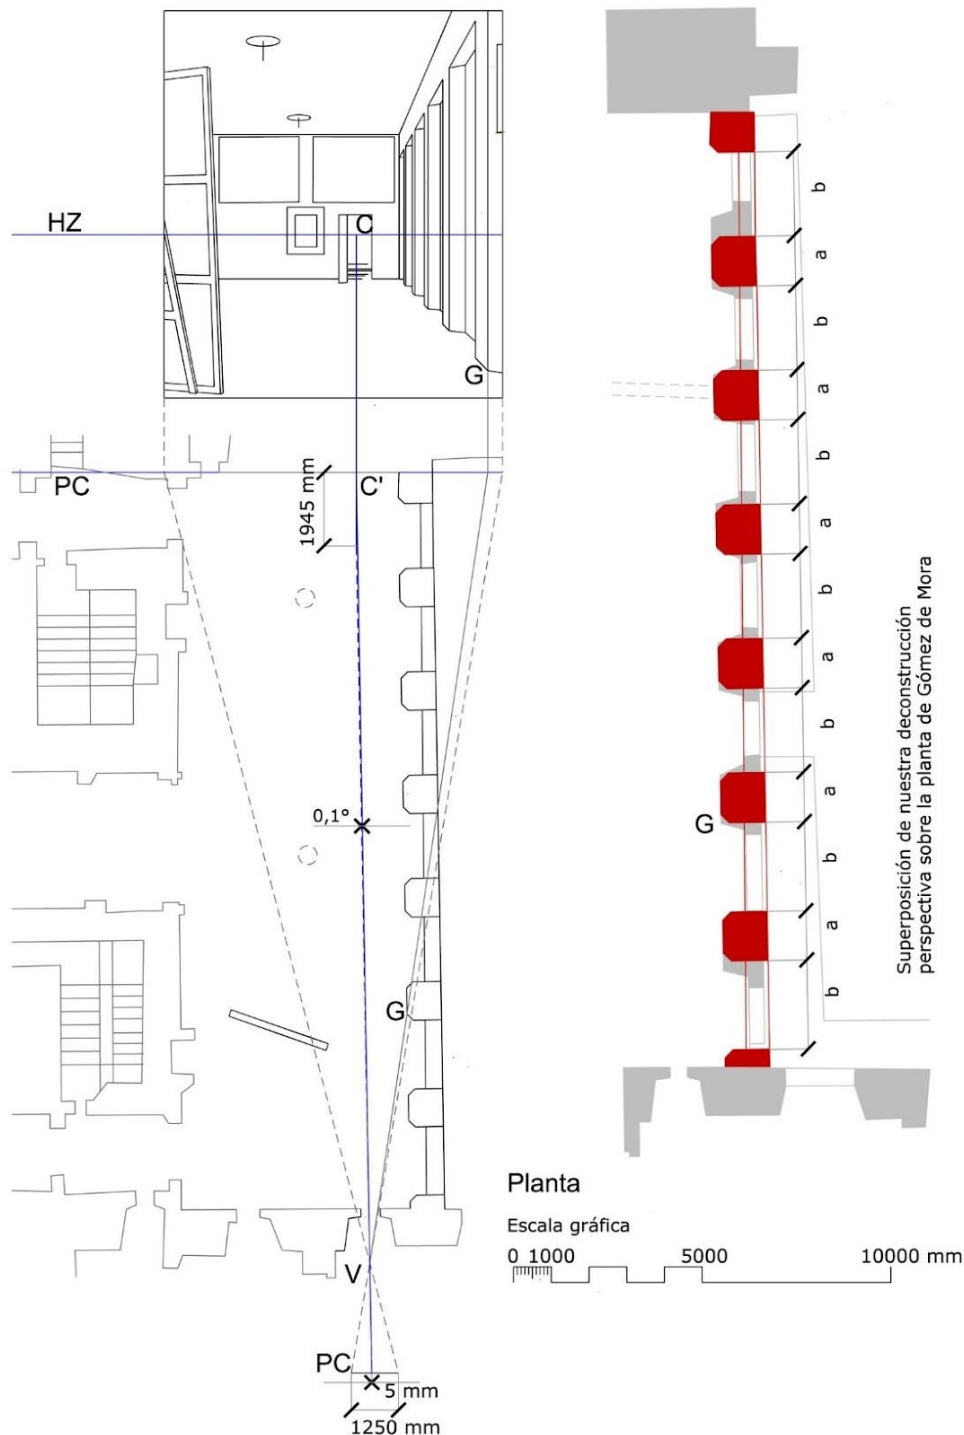 HZ
C
G
PC
C'
1945 mm
0,1°
G
V
PC
5 mm
1250 mm
b
a
b
a
b
a
b
a
b
a
b
a
b
G
Superposición de nuestra deconstrucción
perspectiva sobre la planta de Gómez de Mora
Planta
Escala gráfica
0 1000 5000 10000 mm